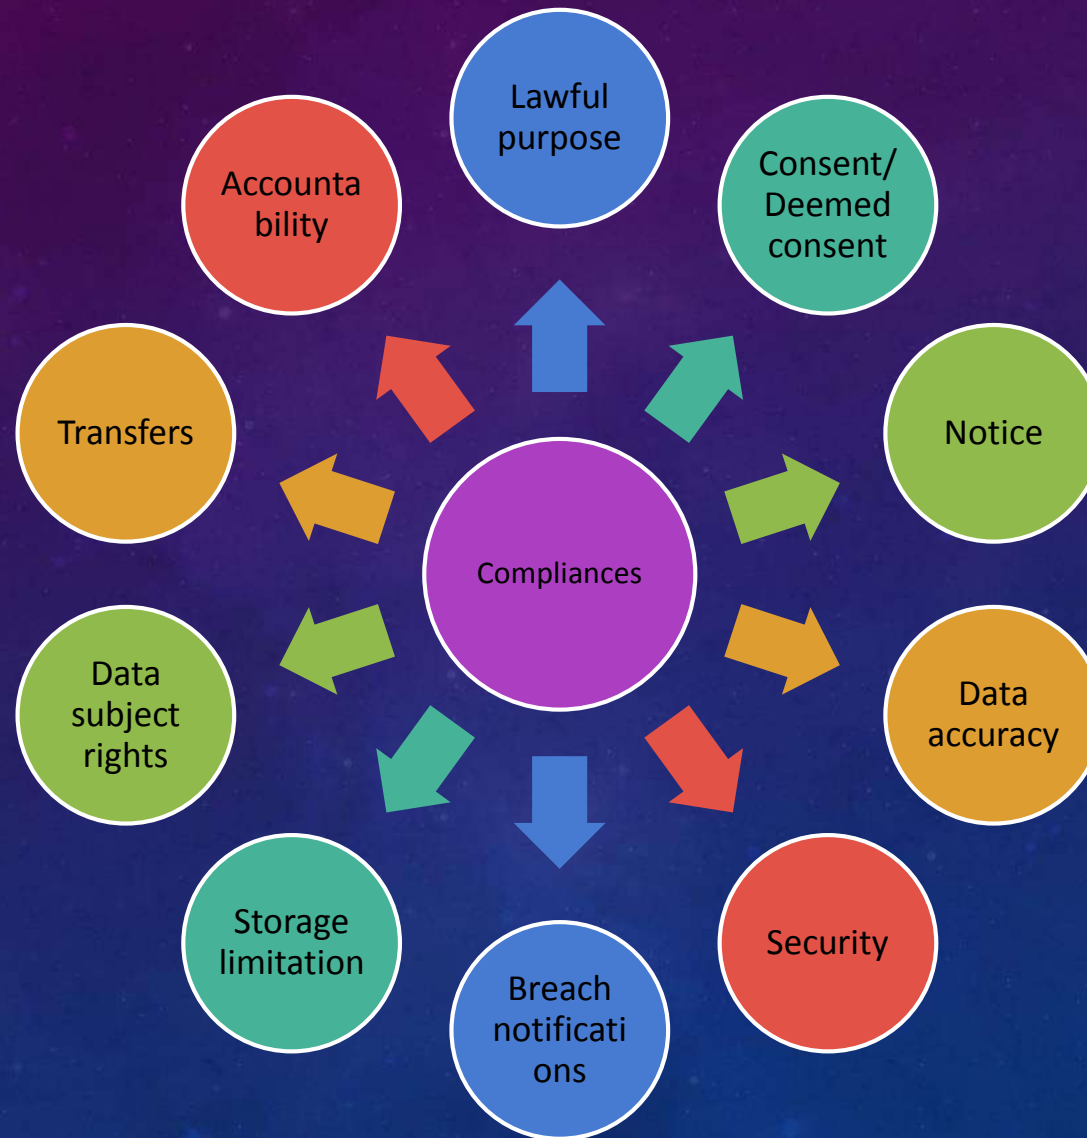 Lawful
purpose
Consent/
Deemed
consent
Notice
Data
accuracy
Security
Breach
notificati
ons
Storage
limitation
Data
subject
rights
Transfers
Accounta
bility
Compliances